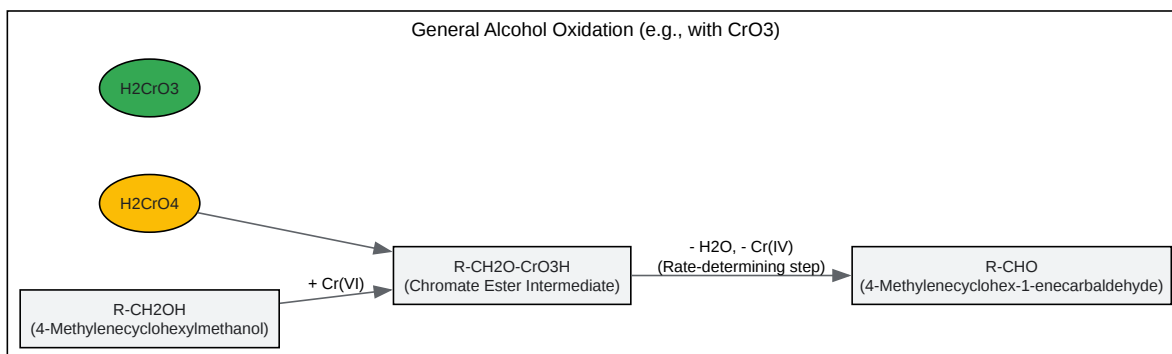 General Alcohol Oxidation (e.g., with CrO3)
H2CrO3
H2CrO4
R-CH2OH
(4-Methylenecyclohexylmethanol)
+ Cr(VI)
R-CH2O-CrO3H
(Chromate Ester Intermediate)
- H2O, - Cr(IV)
(Rate-determining step)
R-CHO
(4-Methylenecyclohex-1-enecarbaldehyde)